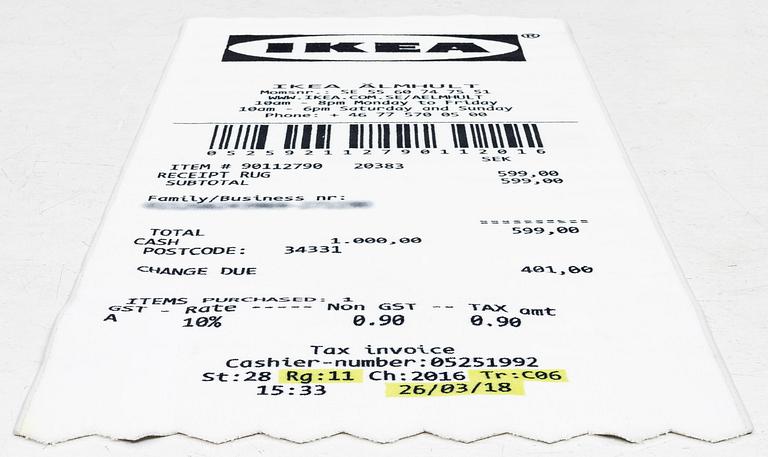 IKEA®
IKEA ÄLMHULT
Momsnr.: SE 55 60 74 75 51
WWW.IKEA.COM.SE/AELMHULT
10am - 8pm Monday to Friday
10am - 6pm Saturday and Sunday
Phone: + 46 77 570 05 00
052592112790112016
SEK
ITEM # 90112790 20383
RECEIPT RUG 599,00
SUBTOTAL 599,00
Family/Business nr:
==========
TOTAL 599,00
CASH 1.000,00
POSTCODE: 34331
CHANGE DUE 401,00
ITEMS PURCHASED: 1
GST - Rate ----- Non GST -- TAX amt
A 10% 0.90 0.90
Tax invoice
Cashier-number:05251992
St:28 Rg:11 Ch:2016 Tr:C06
15:33 26/03/18